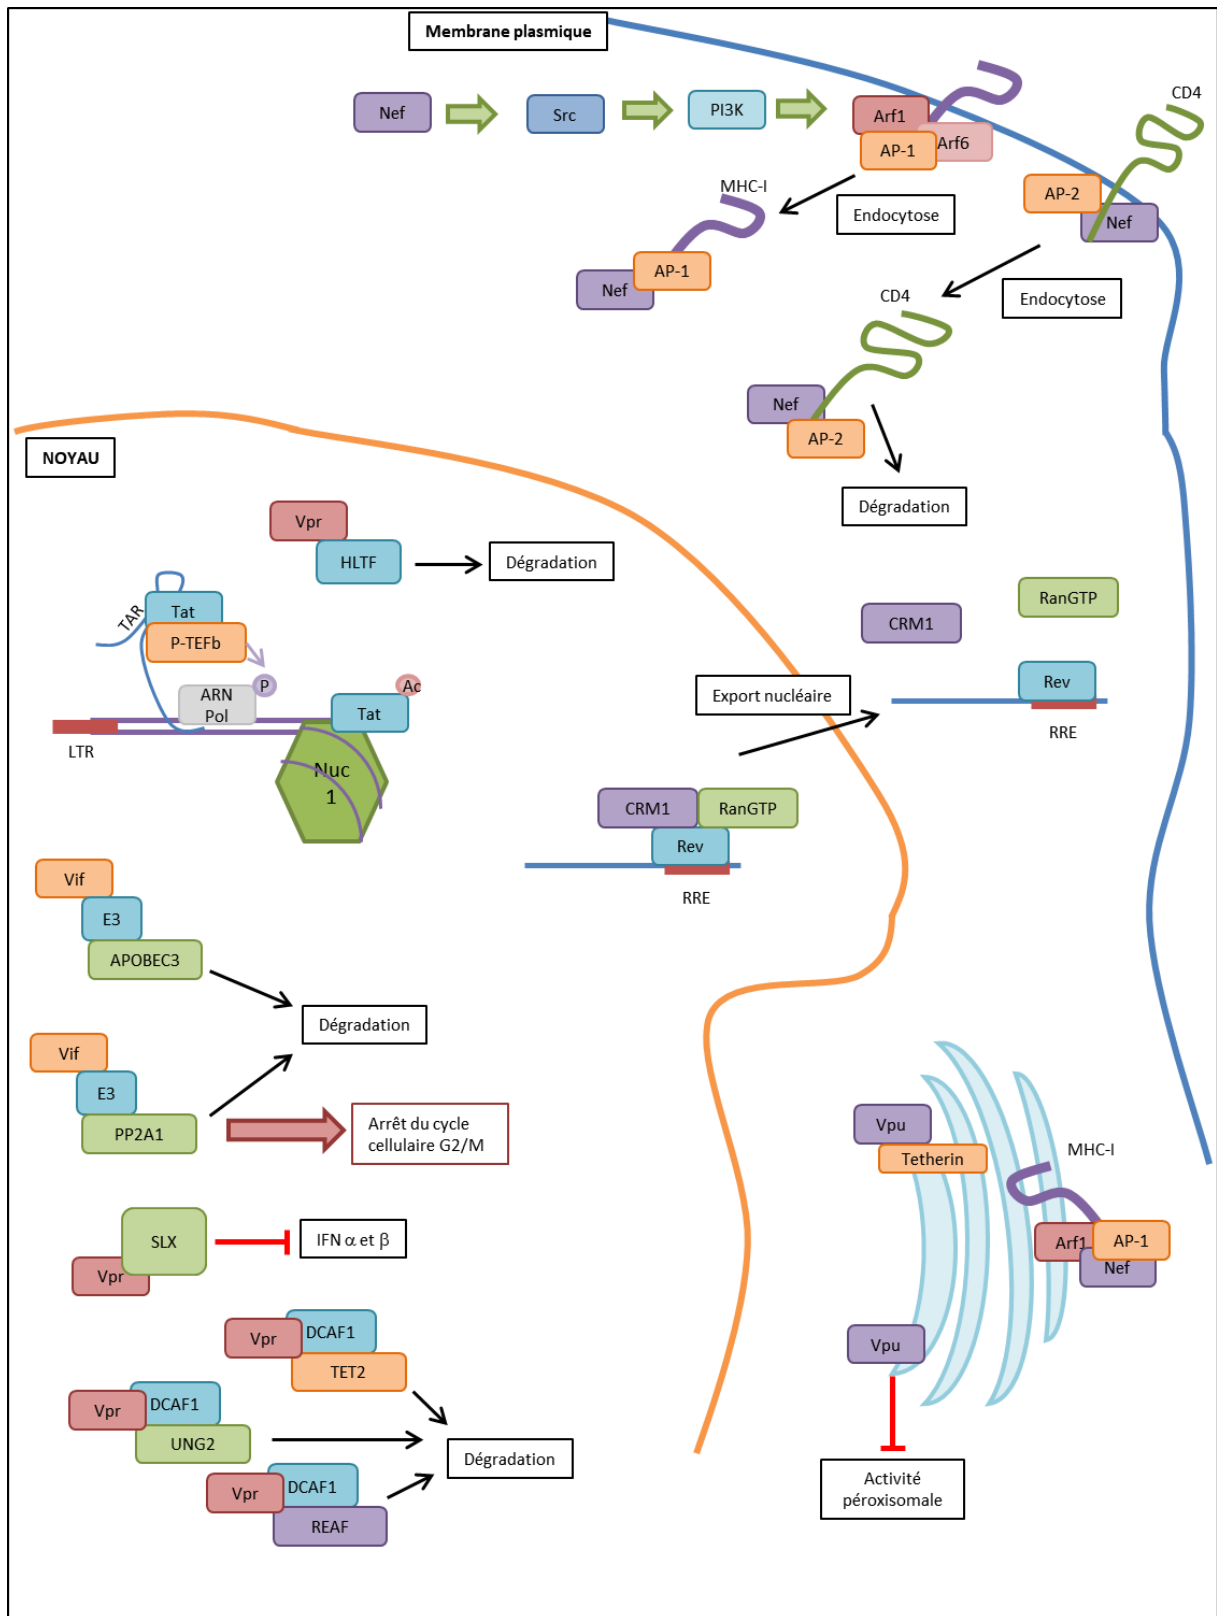 Membrane plasmique
Nef
Src
PI3K
Arf1
AP-1
Arf6
CD4
MHC-I
Endocytose
AP-2
Nef
Nef
AP-1
Endocytose
CD4
Nef
AP-2
Dégradation
NOYAU
Vpr
HLTF
Dégradation
TAR
Tat
P-TEFb
P
ARN
Pol
Ac
Tat
LTR
Nuc
1
RanGTP
CRM1
Rev
RRE
Export nucléaire
CRM1
RanGTP
Rev
RRE
Vif
E3
APOBEC3
Dégradation
Vif
E3
PP2A1
Arrêt du cycle
cellulaire G2/M
SLX
Vpr
IFN α et β
Vpr
DCAF1
TET2
Vpr
DCAF1
UNG2
Vpr
DCAF1
REAF
Dégradation
Vpu
Tetherin
MHC-I
Arf1
AP-1
Nef
Vpu
Activité
péroxisomale